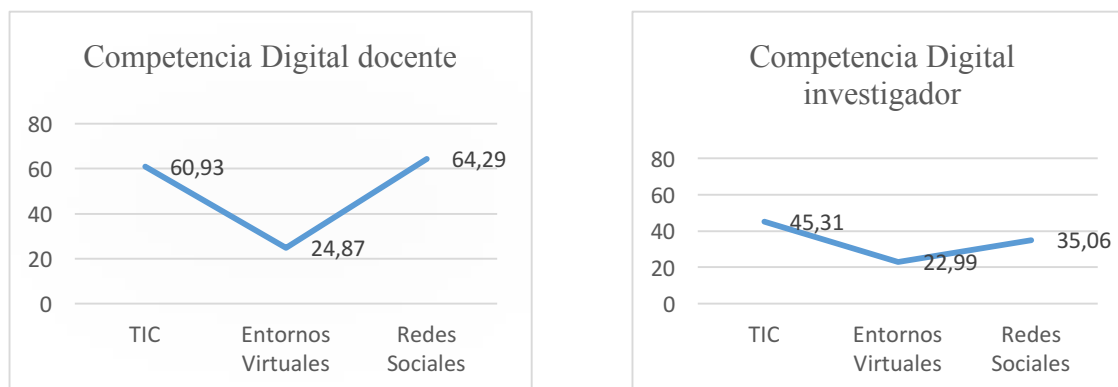 Competencia Digital docente
80
60
40
20
0
60,93
24,87
64,29
TIC
Entornos
Virtuales
Redes
Sociales
Competencia Digital
investigador
80
60
40
20
0
45,31
22,99
35,06
TIC
Entornos
Virtuales
Redes
Sociales